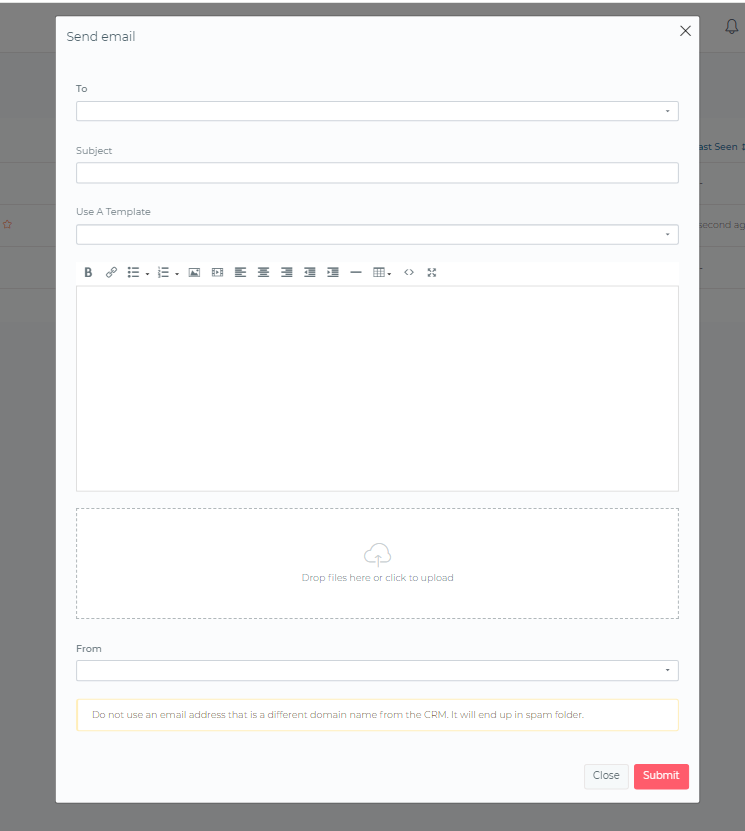 Send email
To
ast Seen
Subject
Use A Template
second ag
B
Drop files here or click to upload
From
Do not use an email address that is a different domain name from the CRM. It will end up in spam folder.
Close
Submit